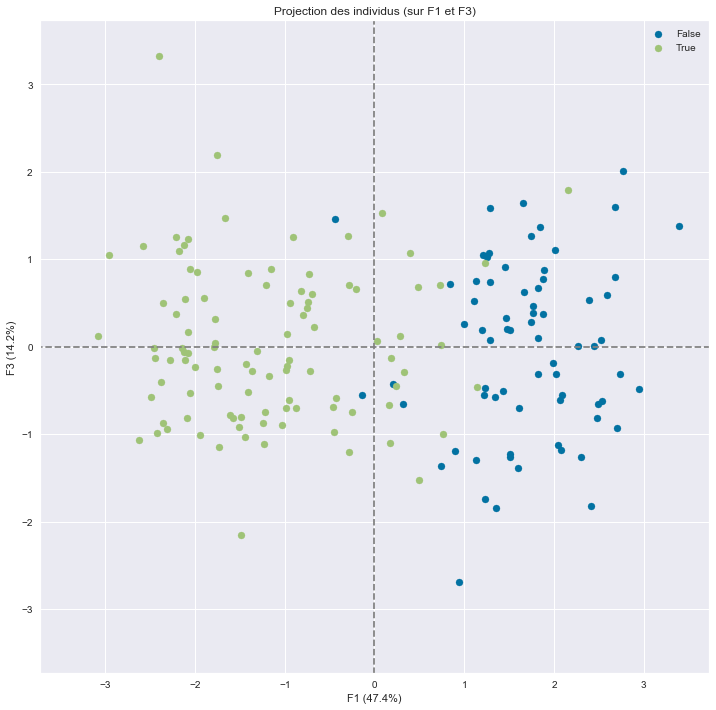 Projection des individus (sur F1 et F3)
False
True
3
2
1
0
−1
−2
−3
F3 (14.2%)
−3
−2
−1
0
1
2
3
F1 (47.4%)